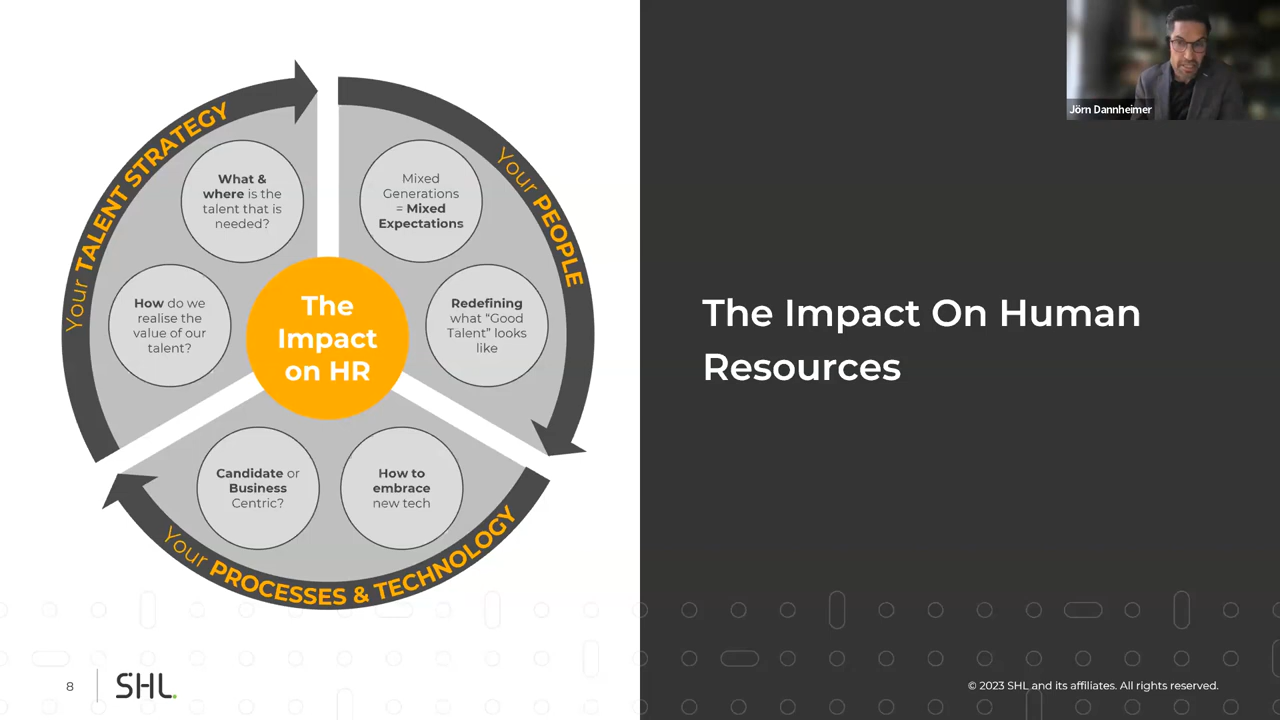 Your TALENT STRATEGY
What &
where is the
talent that is
needed?
How do we
realise the
value of our
talent?
Your PEOPLE
Mixed
Generations
= Mixed
Expectations
Redefining
what “Good
Talent” looks
like
The
Impact
on HR
Candidate or
Business
Centric?
How to
embrace
new tech
Your PROCESSES & TECHNOLOGY
8
SHL.
Jörn Dannheimer
The Impact On Human
Resources
© 2023 SHL and its affiliates. All rights reserved.